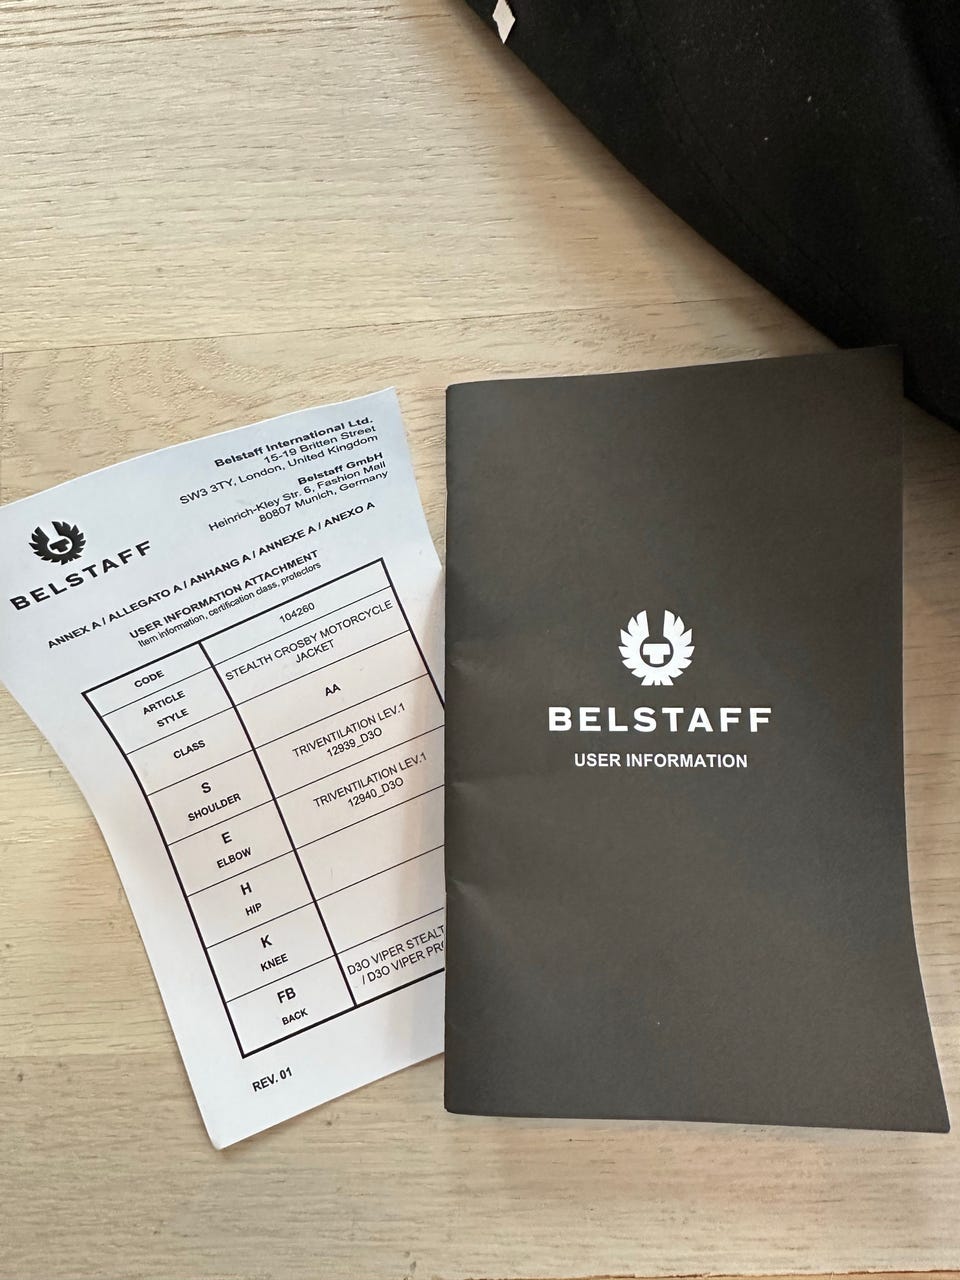 Belstaff International Ltd.
15-19 Britten Street
SW3 3TY, London, United Kingdom
Belstaff GmbH
Heinrich-Kley Str. 6, Fashion Mall
80807 Munich, Germany
BELSTAFF
ANNEX A / ALLEGATO A / ANHANG A / ANNEXE A / ANEXO A
USER INFORMATION ATTACHMENT
Item information, certification class, protectors
CODE
104260
ARTICLE
STYLE
STEALTH CROSBY MOTORCYCLE
JACKET
CLASS
AA
S
SHOULDER
TRIVENTILATION LEV.1
12939_D3O
E
ELBOW
TRIVENTILATION LEV.1
12940_D3O
H
HIP
K
KNEE
FB
BACK
D3O VIPER
/ D3O VIPER
REV. 01
BELSTAFF
USER INFORMATION